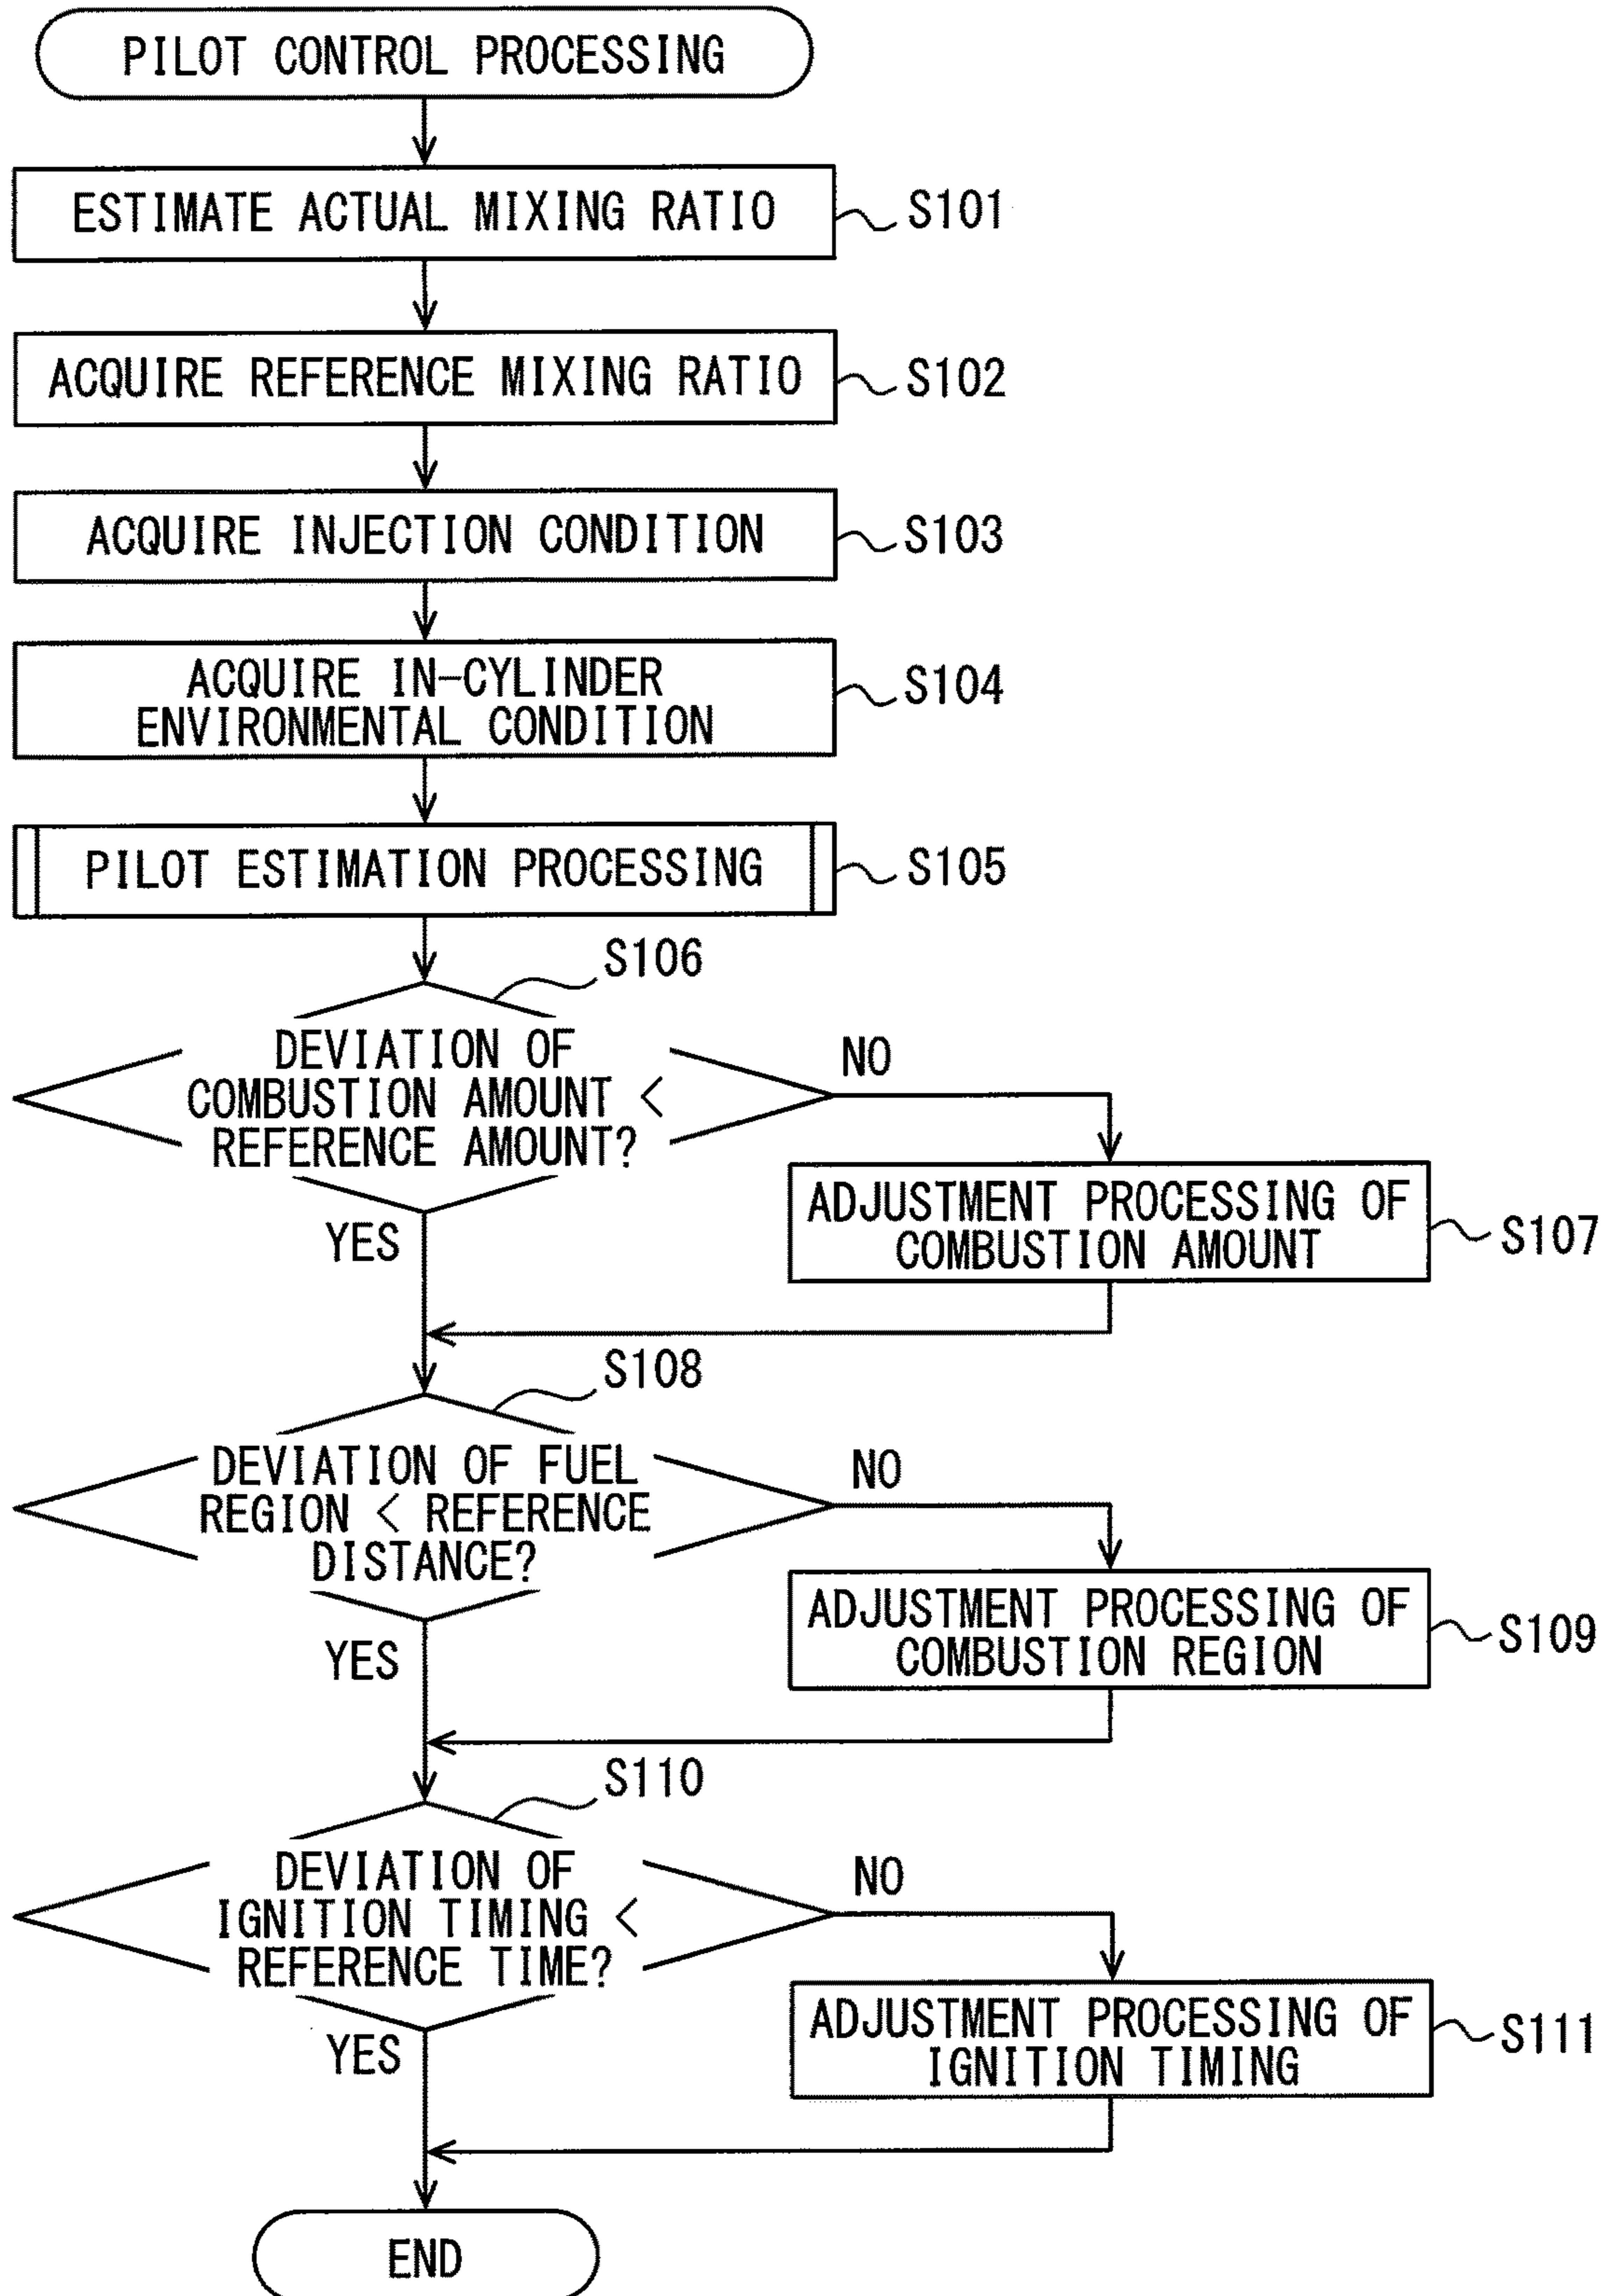 PILOT CONTROL PROCESSING
ESTIMATE ACTUAL MIXING RATIO
S101
ACQUIRE REFERENCE MIXING RATIO
S102
ACQUIRE INJECTION CONDITION
S103
ACQUIRE IN-CYLINDER
ENVIRONMENTAL CONDITION
S104
PILOT ESTIMATION PROCESSING
S105
S106
DEVIATION OF
COMBUSTION AMOUNT <
REFERENCE AMOUNT?
NO
YES
ADJUSTMENT PROCESSING OF
COMBUSTION AMOUNT
S107
S108
DEVIATION OF FUEL
REGION < REFERENCE
DISTANCE?
NO
YES
ADJUSTMENT PROCESSING OF
COMBUSTION REGION
S109
S110
DEVIATION OF
IGNITION TIMING <
REFERENCE TIME?
NO
YES
ADJUSTMENT PROCESSING OF
IGNITION TIMING
S111
END